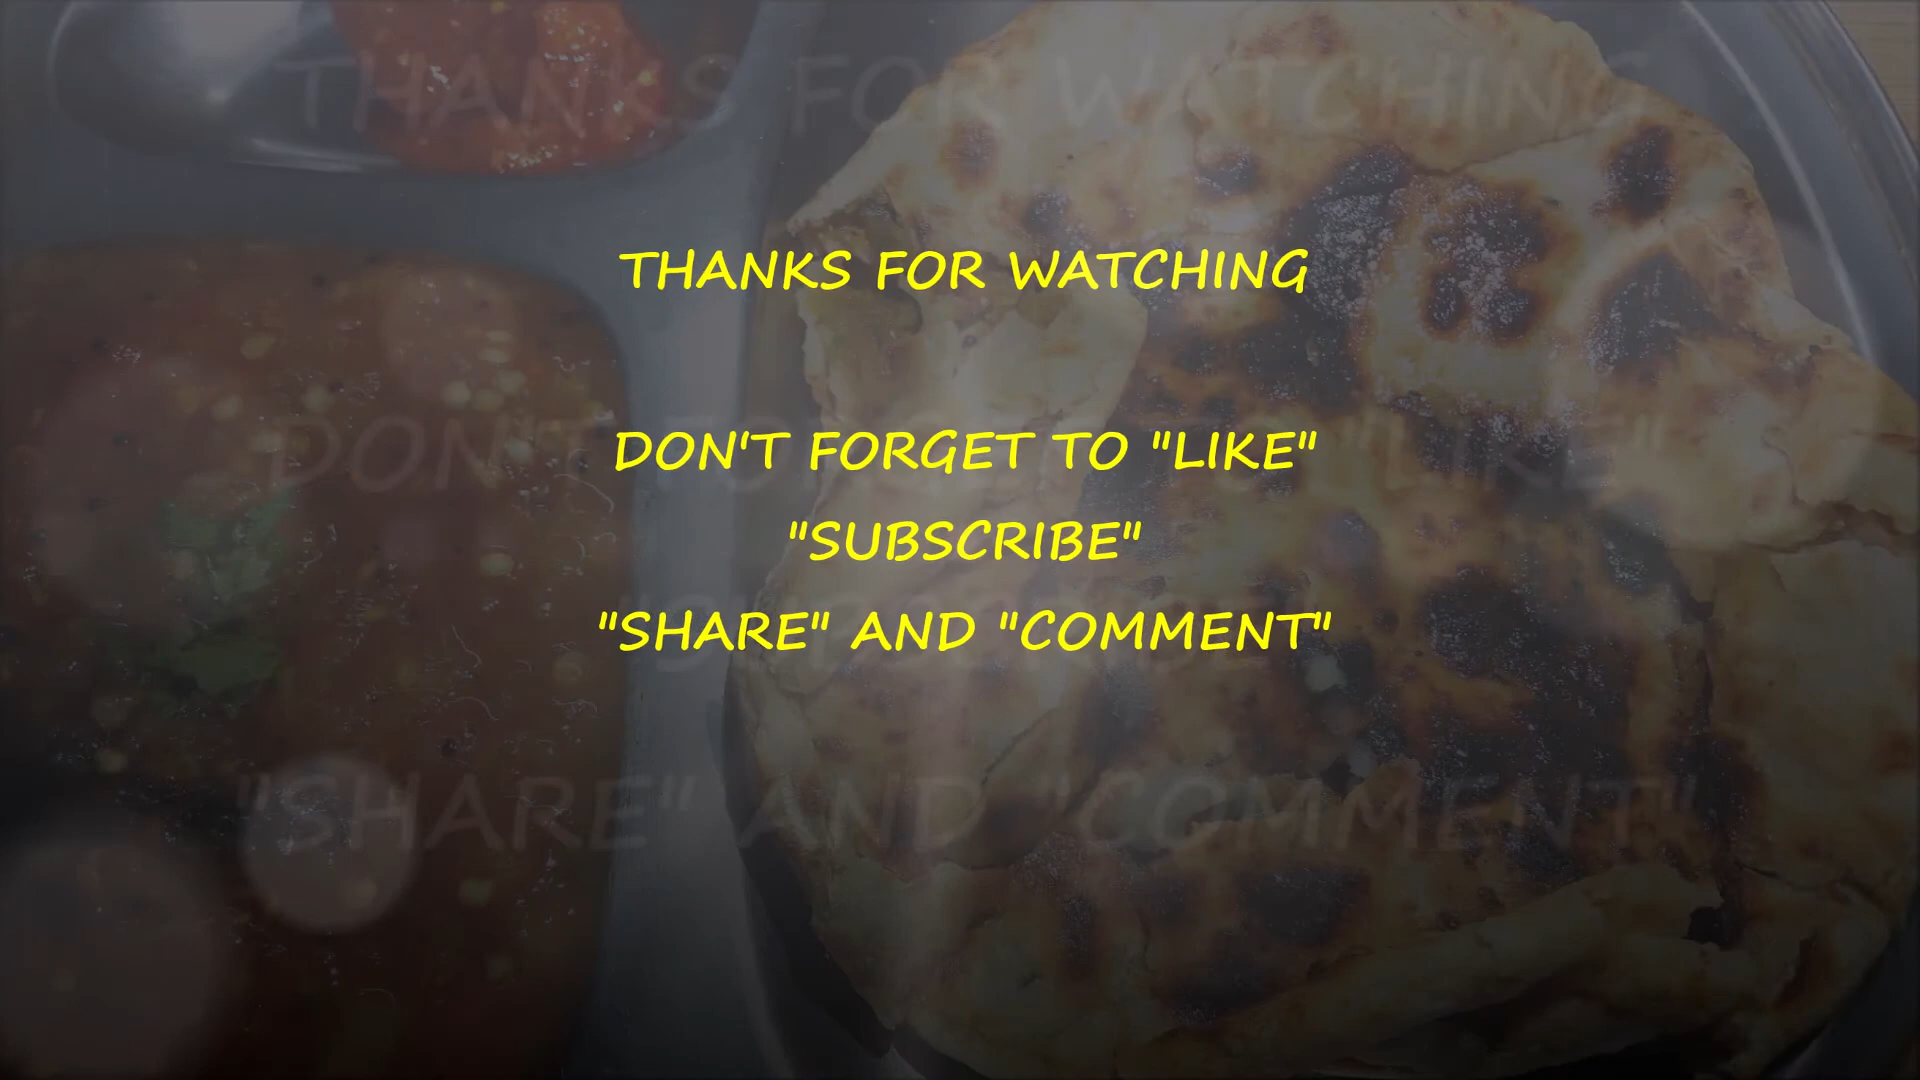 THANKS FOR WATCHING
DON'T FORGET TO "LIKE"
"SUBSCRIBE"
"SHARE" AND "COMMENT"